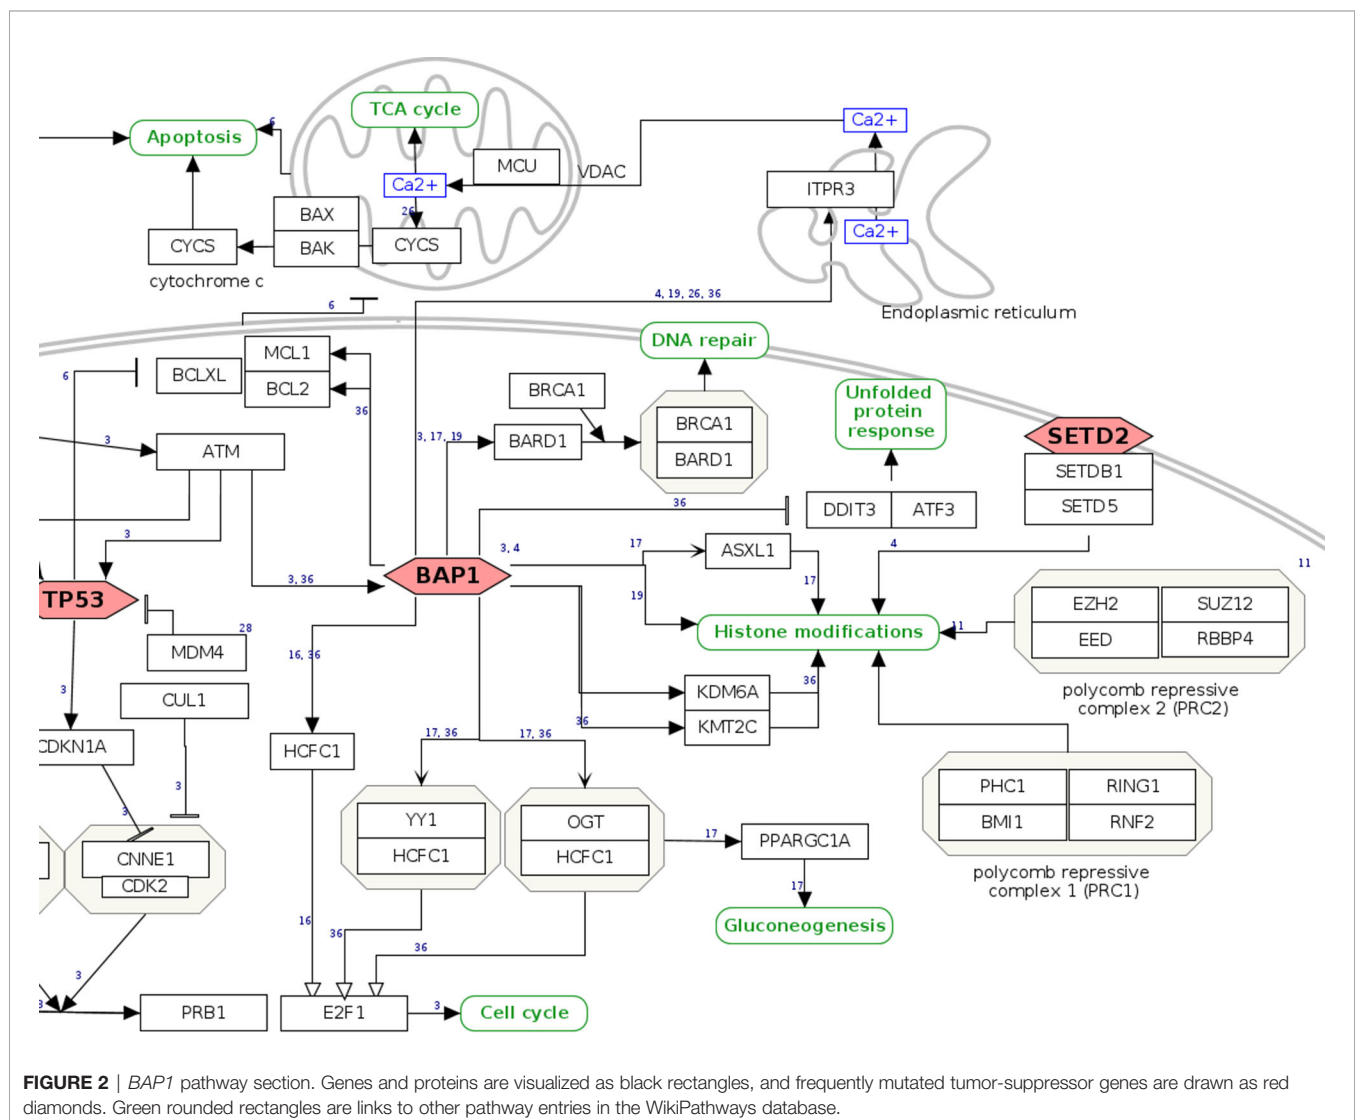 TCA cycle
Apoptosis
6
Ca2+
MCU
VDAC
Ca2+
ITPR3
26
BAX
BAK
CYCS
CYCS
cytochrome c
Ca2+
4, 19, 26, 36
6
Endoplasmic reticulum
DNA repair
MCL1
BCL2
BCLXL
6
36
BRCA1
BARD1
3, 17, 19
BRCA1
BARD1
Unfolded
protein
response
SETD2
SETDB1
SETD5
3
ATM
36
DDIT3
ATF3
3
3, 4
17
ASXL1
4
11
BAP1
3, 36
17
TP53
19
EZH2
SUZ12
EED
RBBP4
11
Histone modifications
28
MDM4
16, 36
polycomb repressive
complex 2 (PRC2)
3
CUL1
KDM6A
KMT2C
36
36
CDKN1A
HCFC1
17, 36
17, 36
3
3
PHC1
RING1
BMI1
RNF2
YY1
HCFC1
OGT
HCFC1
17
PPARGC1A
CNNE1
CDK2
polycomb repressive
complex 1 (PRC1)
17
16
36
36
Gluconeogenesis
3
3
PRB1
E2F1
3
Cell cycle
FIGURE 2 | BAP1 pathway section. Genes and proteins are visualized as black rectangles, and frequently mutated tumor-suppressor genes are drawn as red
diamonds. Green rounded rectangles are links to other pathway entries in the WikiPathways database.